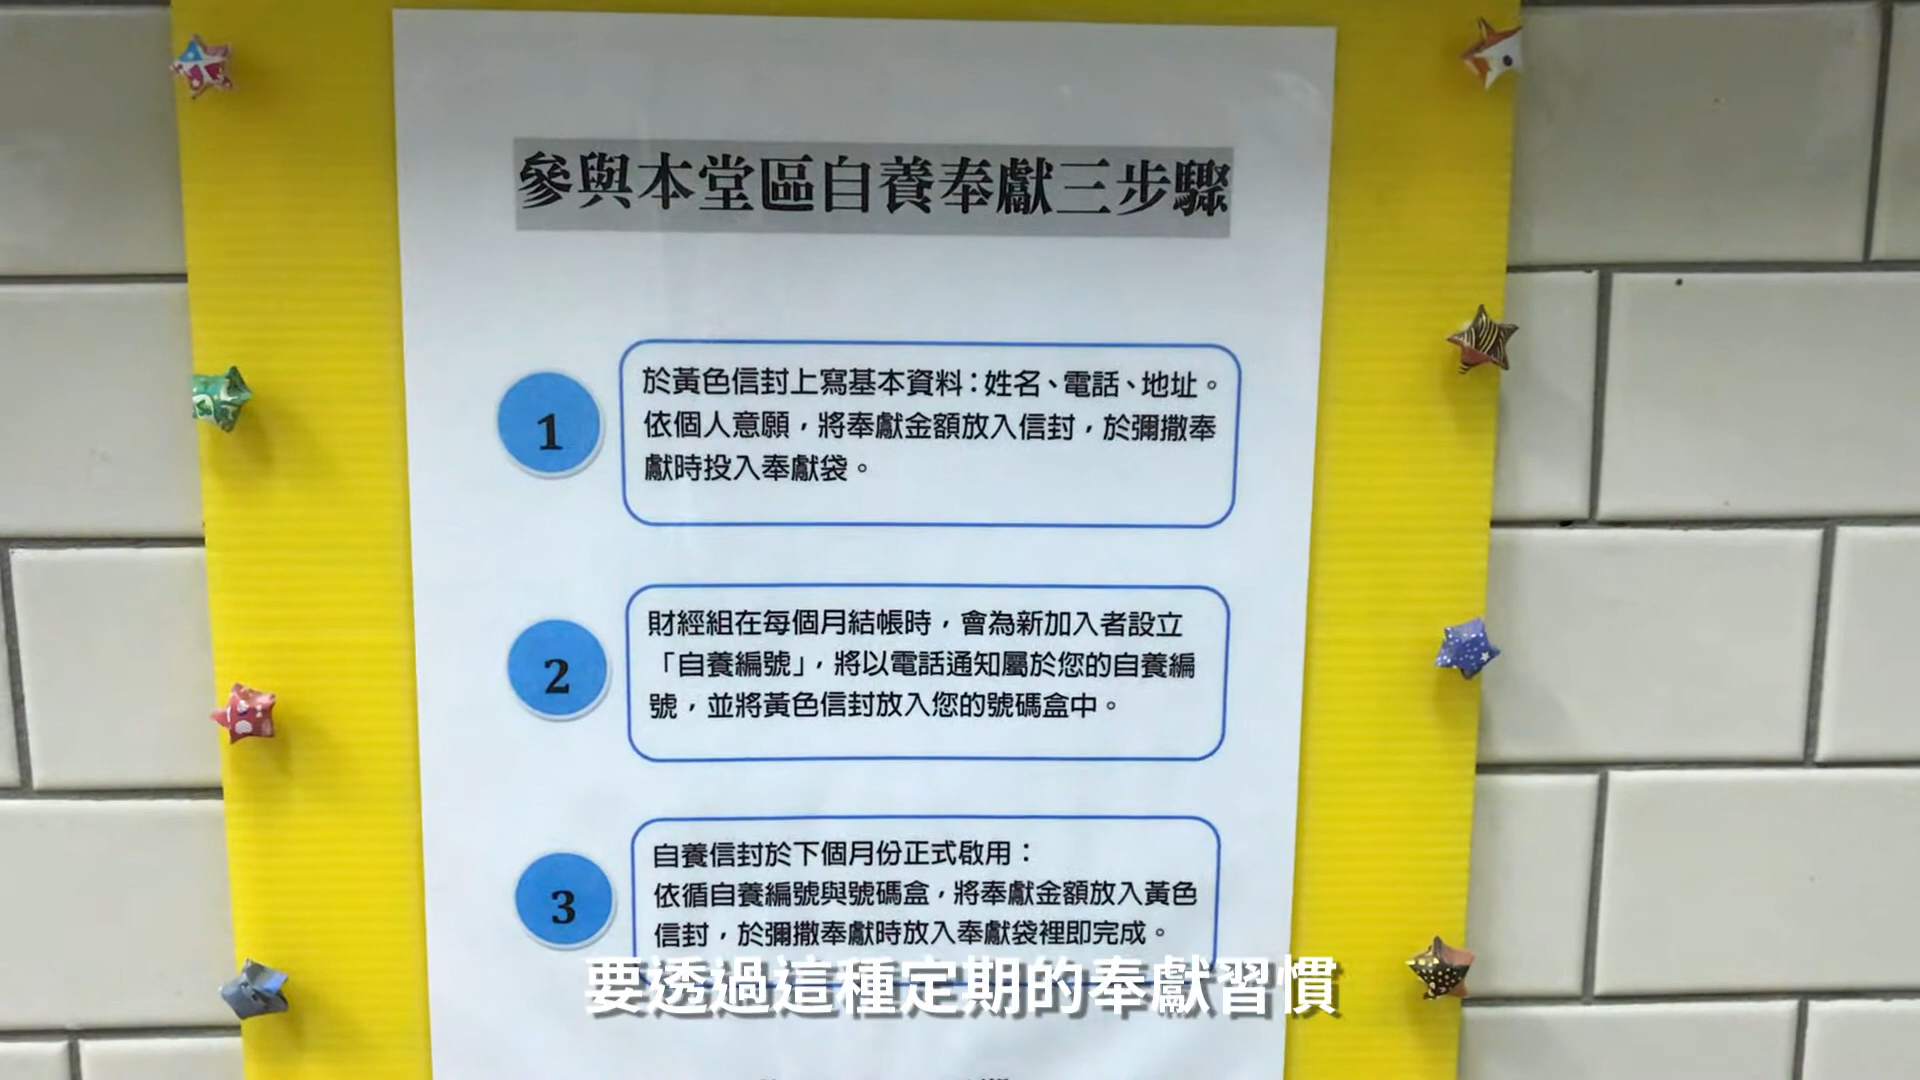 參與本堂區自養奉獻三步驟
1
於黃色信封上寫基本資料：姓名、電話、地址。
依個人意願，將奉獻金額放入信封，於彌撒奉
獻時投入奉獻袋。
2
財經組在每個月結帳時，會為新加入者設立
「自養編號」，將以電話通知屬於您的自養編
號，並將黃色信封放入您的號碼盒中。
3
自養信封於下個月份正式啟用：
依循自養編號與號碼盒，將奉獻金額放入黃色
信封，於彌撒奉獻時放入奉獻袋裡即完成。
要透過這種定期的奉獻習慣